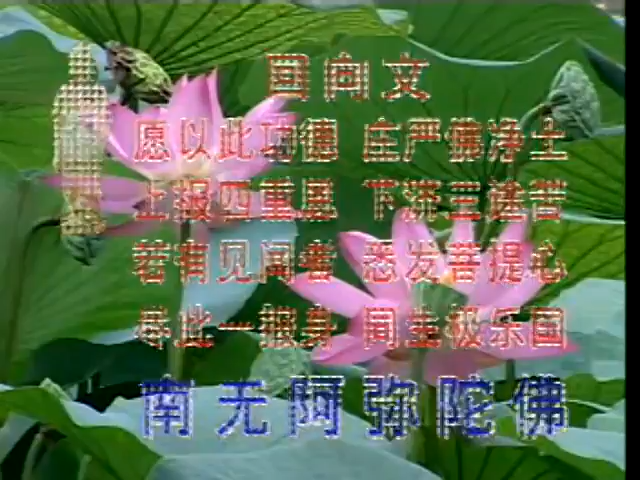 回向文
愿以此功德 庄严佛净土
上报四重恩 下济三途苦
若有见闻者 悉发菩提心
尽此一报身 同生极乐国
南无阿弥陀佛